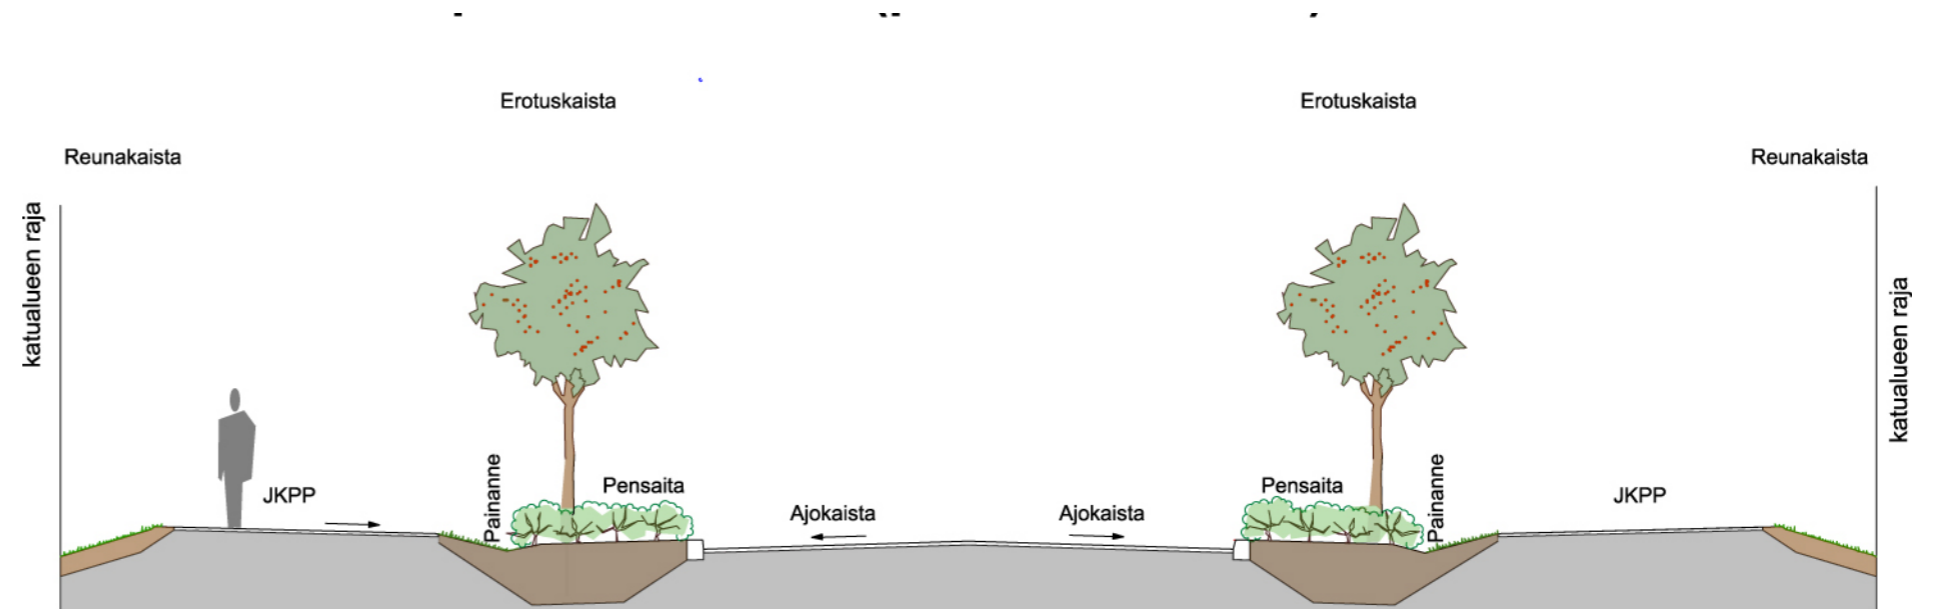 Erotuskaista
Erotuskaista
Reunakaista
Reunakaista
katualueen raja
katualueen raja
JKPP
Painanne
Pensaita
Ajokaista
Ajokaista
Pensaita
Painanne
JKPP